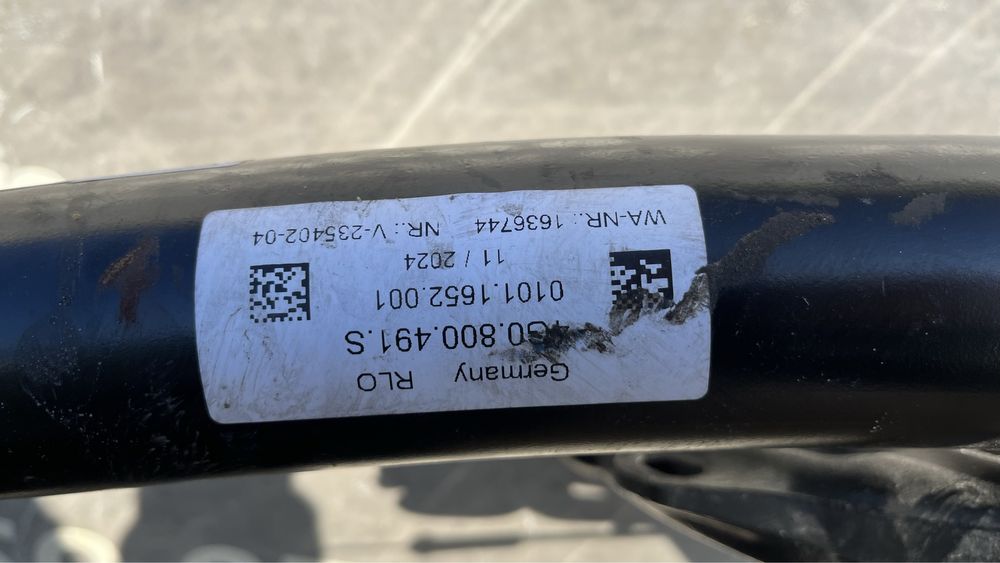 Germany RLO
4G0.800.491.S
0101.1652.001
11 / 2024
WA-NR.: 1636744 NR.: V-235402-04